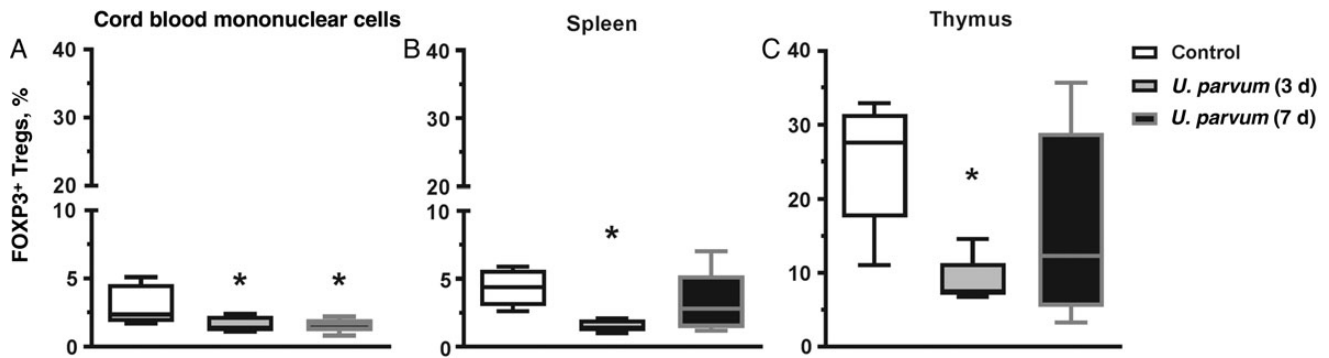 A
Cord blood mononuclear cells
FOXP3+ Tregs, %
40
30
20
10
5
0
*
*
B
Spleen
40
30
20
10
5
0
*
C
Thymus
40
30
20
10
0
*
Control
U. parvum (3 d)
U. parvum (7 d)